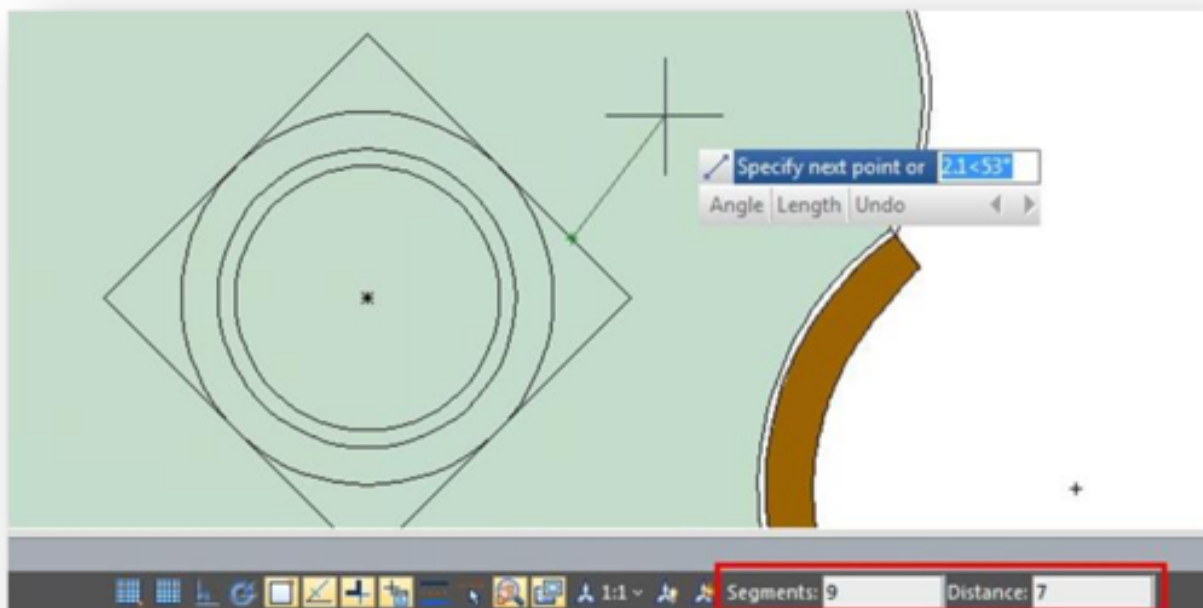 Specify next point or 2.1<53°
Angle Length Undo
1:1 Segments: 9 Distance: 7